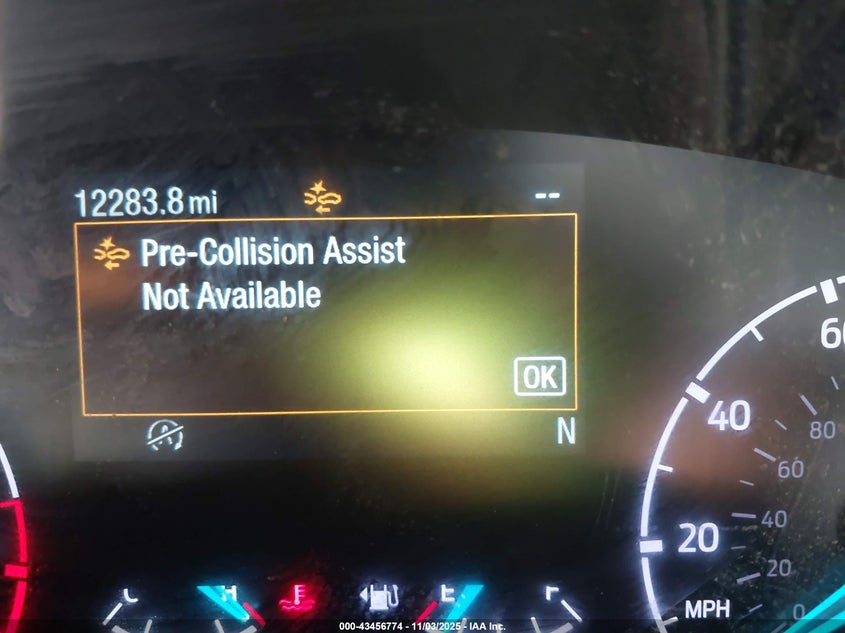 12283.8 mi --
Pre-Collision Assist
Not Available
OK
N
60
40
80
60
20
40
20
MPH
0
C H E F
000-43456774 - 11/03/2025 - IAA Inc.